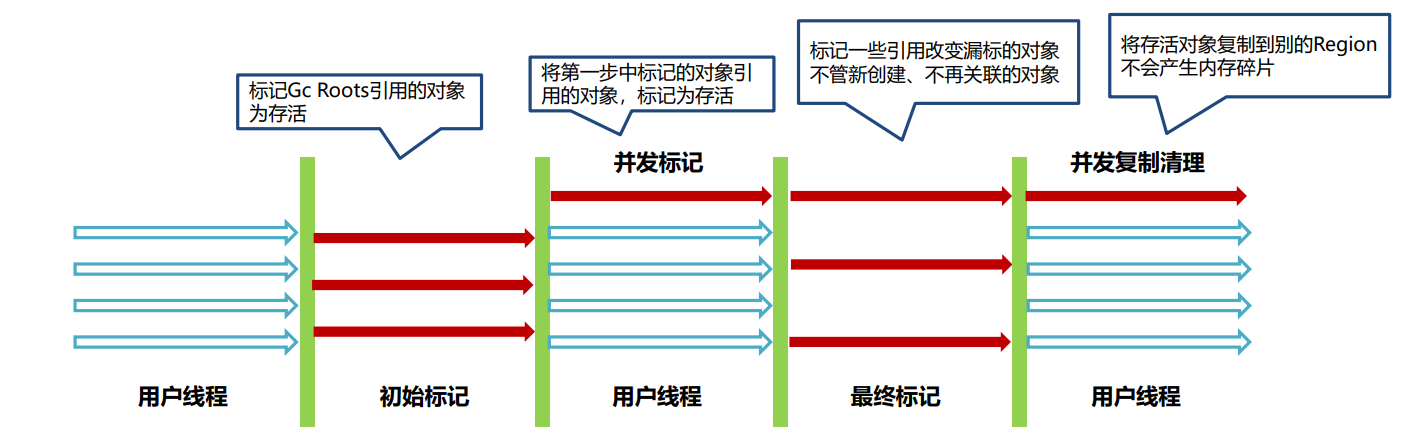 标记Gc Roots引用的对象
为存活
将第一步中标记的对象引
用的对象，标记为存活
标记一些引用改变漏标的对象
不管新创建、不再关联的对象
将存活对象复制到别的Region
不会产生内存碎片
并发标记
并发复制清理
用户线程
初始标记
用户线程
最终标记
用户线程